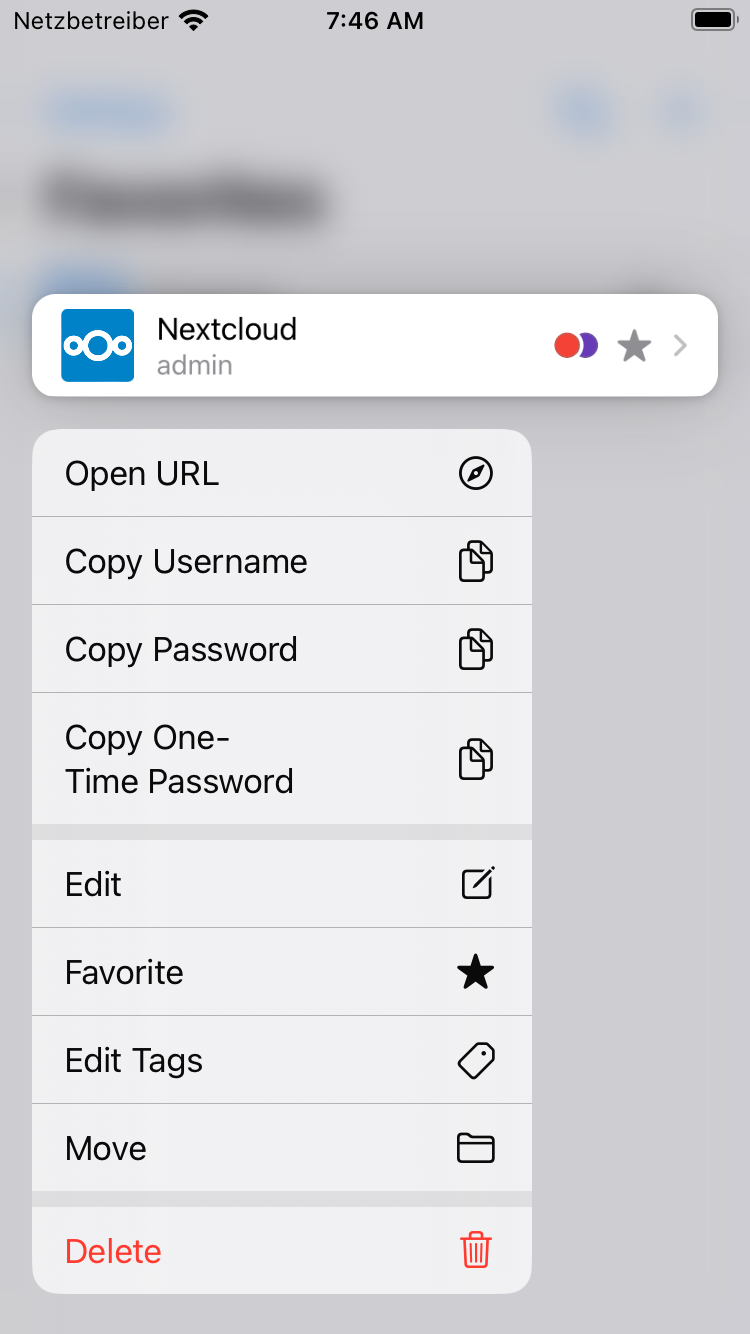 Netzbetreiber 7:46 AM
Nextcloud
admin
Open URL
Copy Username
Copy Password
Copy One-
Time Password
Edit
Favorite
Edit Tags
Move
Delete